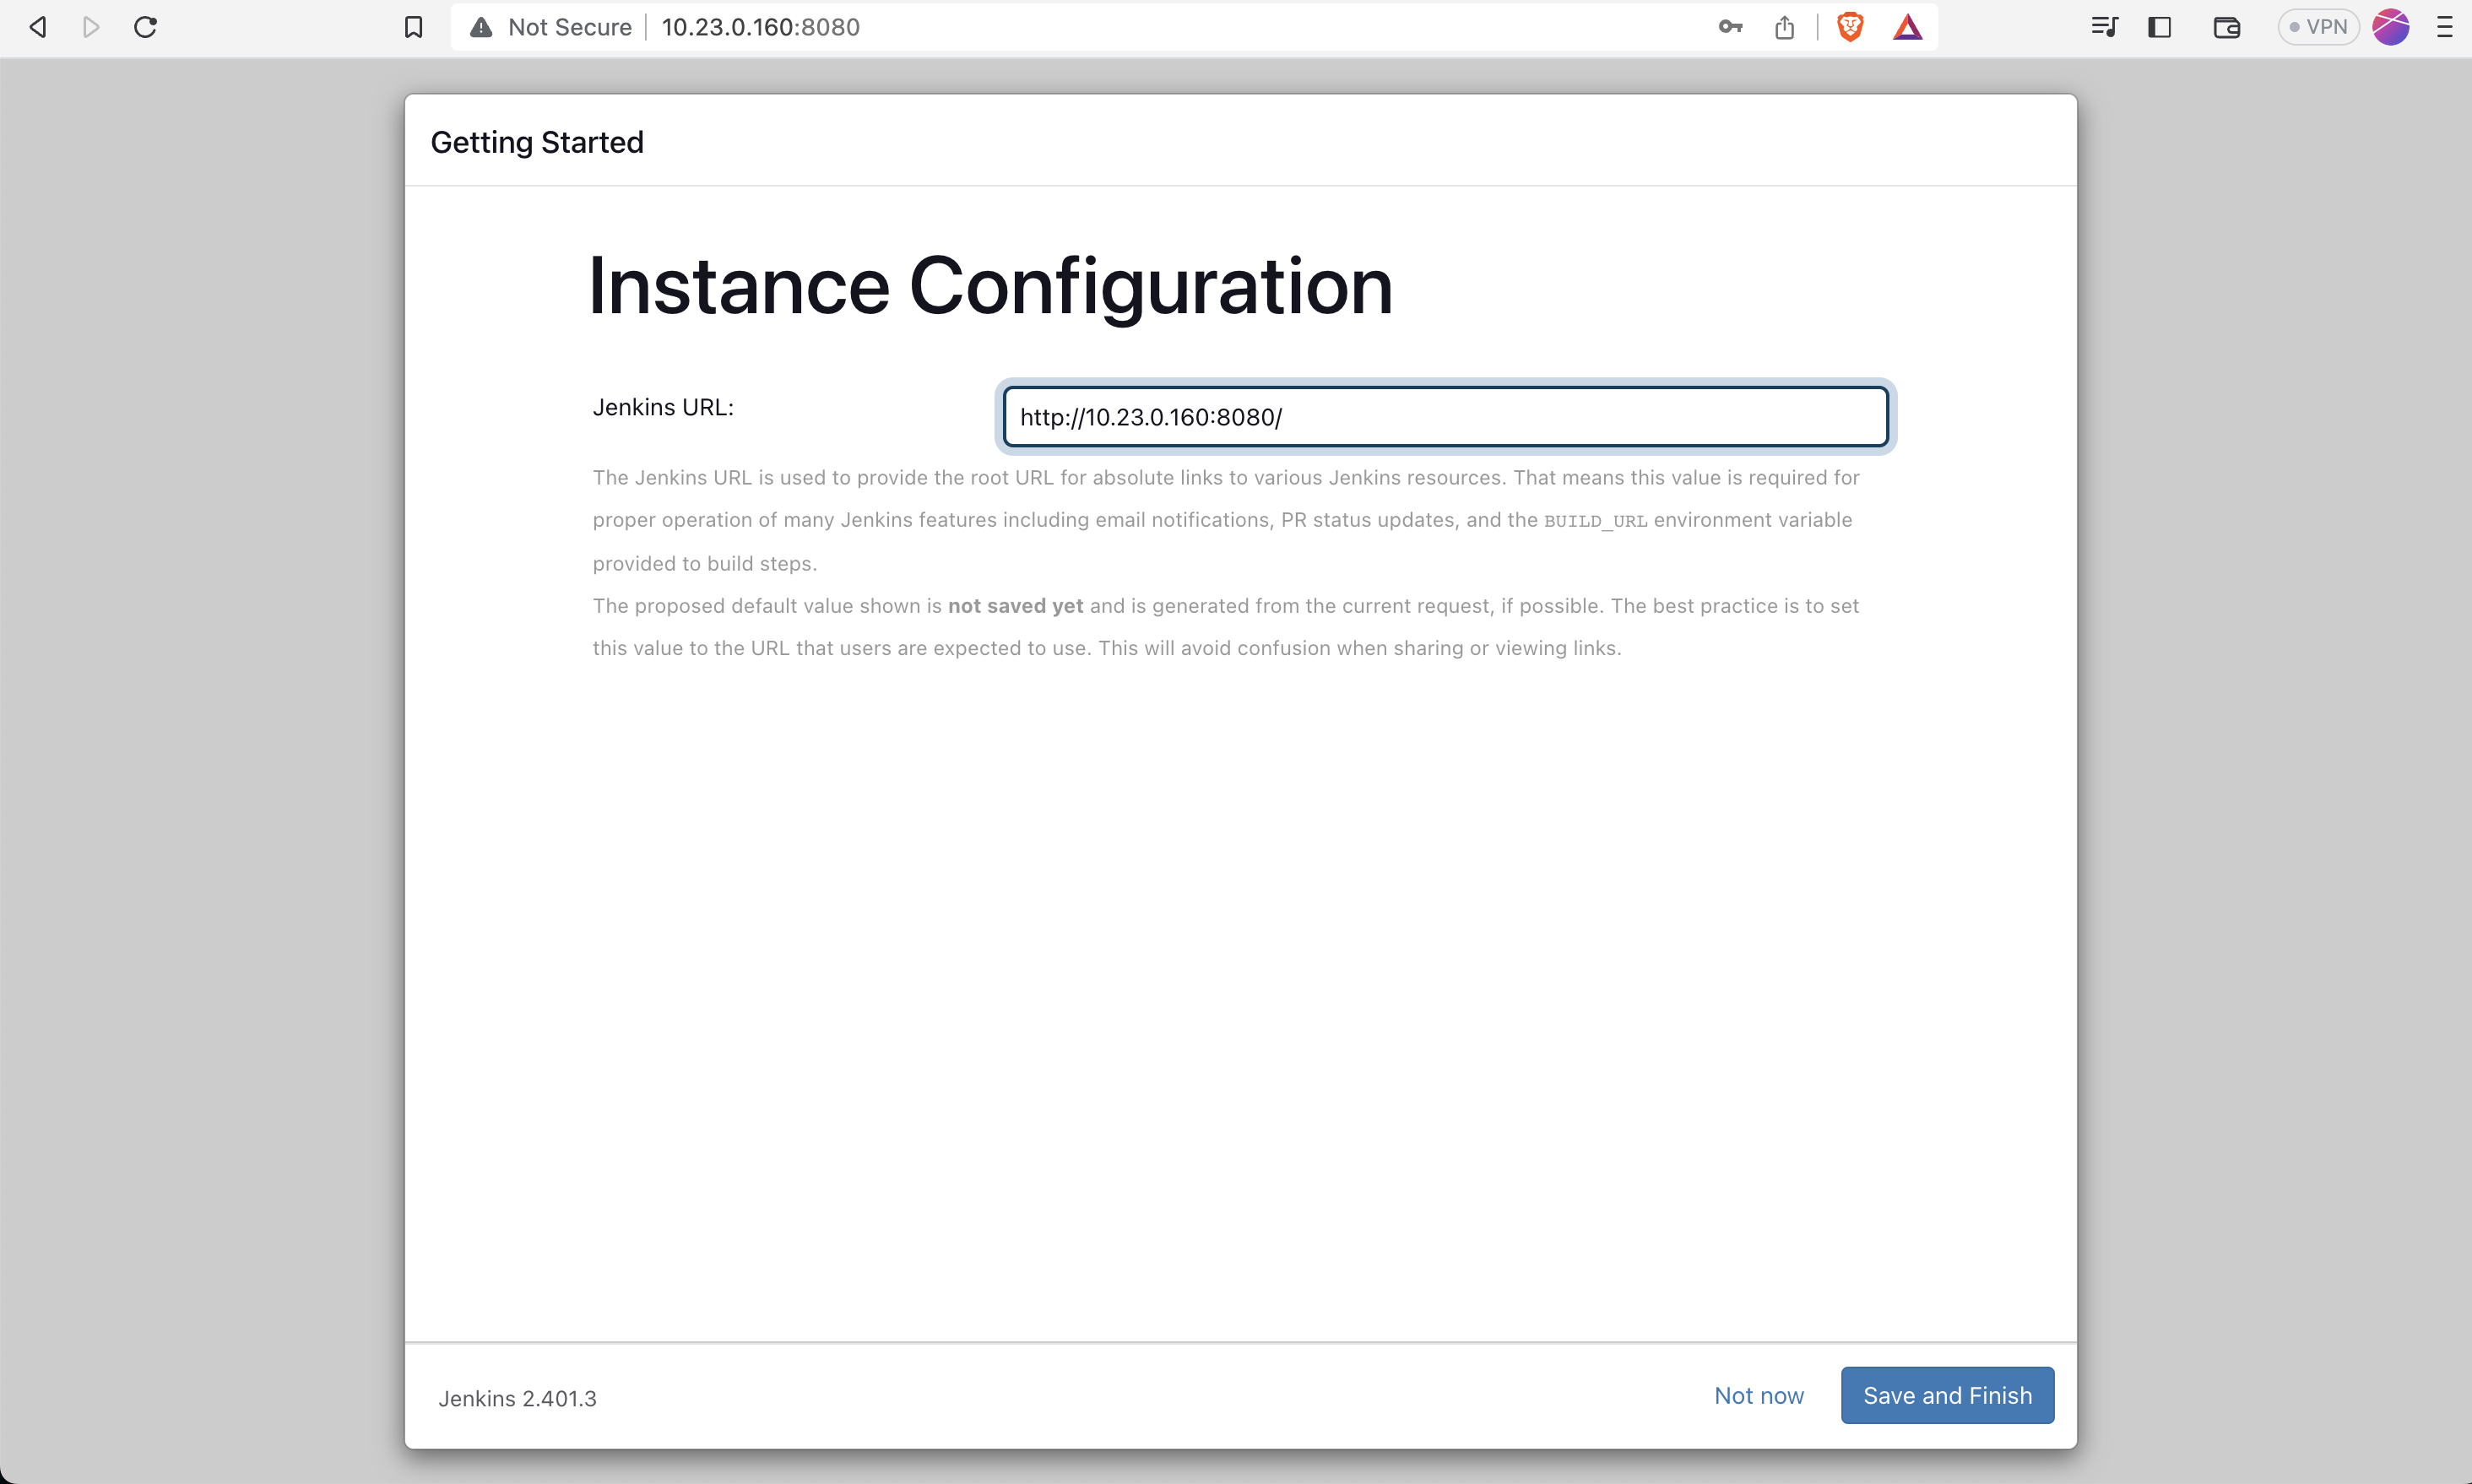 Not Secure 10.23.0.160:8080
VPN
Getting Started
Instance Configuration
Jenkins URL:
http://10.23.0.160:8080/
The Jenkins URL is used to provide the root URL for absolute links to various Jenkins resources. That means this value is required for
proper operation of many Jenkins features including email notifications, PR status updates, and the BUILD_URL environment variable
provided to build steps.
The proposed default value shown is not saved yet and is generated from the current request, if possible. The best practice is to set
this value to the URL that users are expected to use. This will avoid confusion when sharing or viewing links.
Jenkins 2.401.3
Not now
Save and Finish